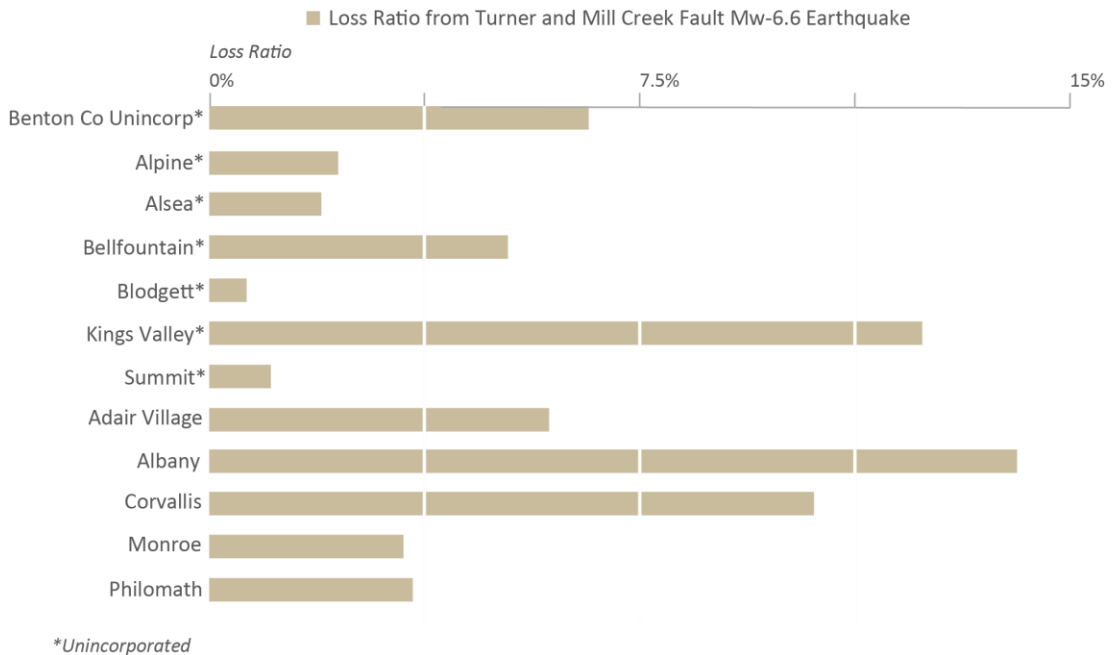 Loss Ratio from Turner and Mill Creek Fault Mw-6.6 Earthquake
Loss Ratio
0% 7.5% 15%
Benton Co Unincorp*
Alpine*
Alsea*
Bellfountain*
Blodgett*
Kings Valley*
Summit*
Adair Village
Albany
Corvallis
Monroe
Philomath
*Unincorporated